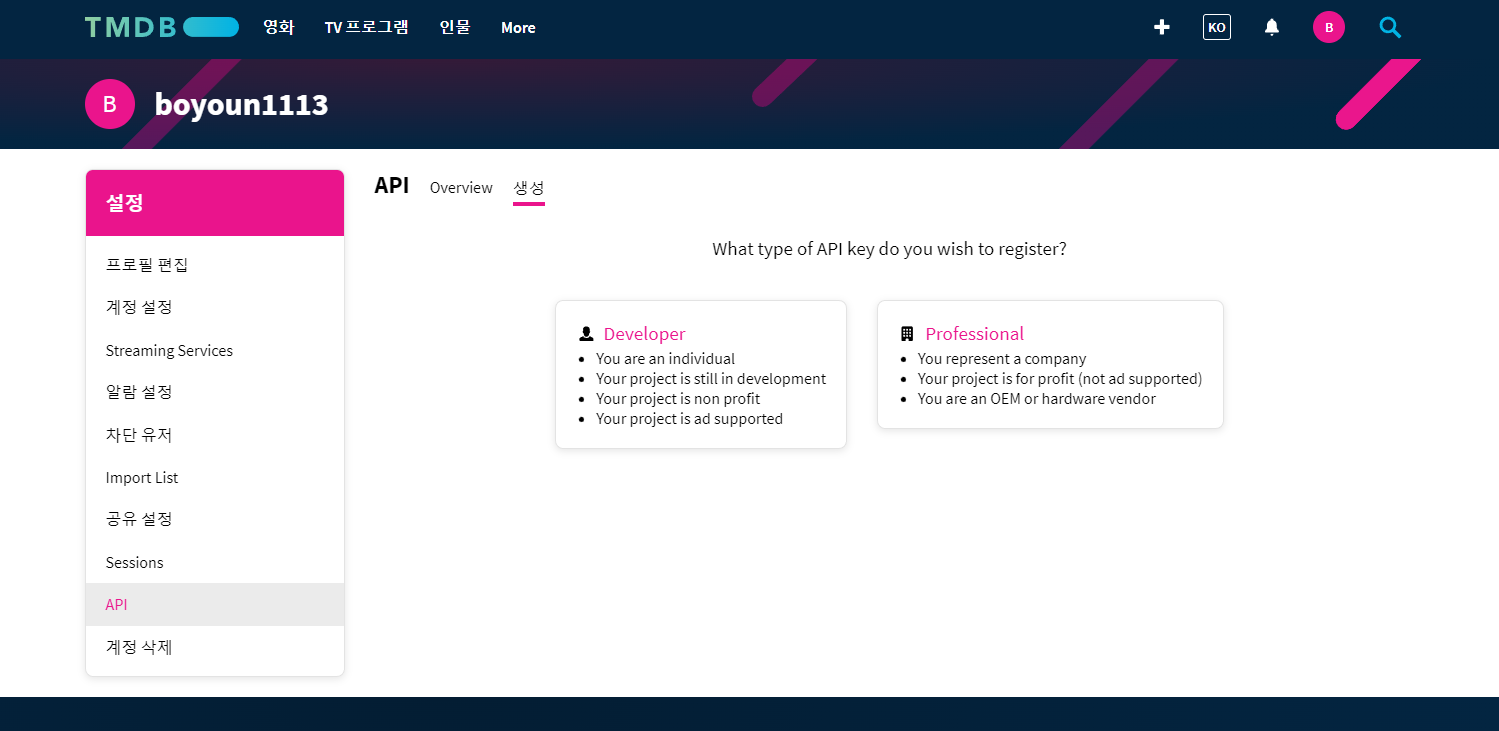 TMDB 영화 TV 프로그램 인물 More KO B
B boyoun1113
설정
프로필 편집
계정 설정
Streaming Services
알람 설정
차단 유저
Import List
공유 설정
Sessions
API
계정 삭제
API Overview 생성
What type of API key do you wish to register?
Developer
You are an individual
Your project is still in development
Your project is non profit
Your project is ad supported
Professional
You represent a company
Your project is for profit (not ad supported)
You are an OEM or hardware vendor